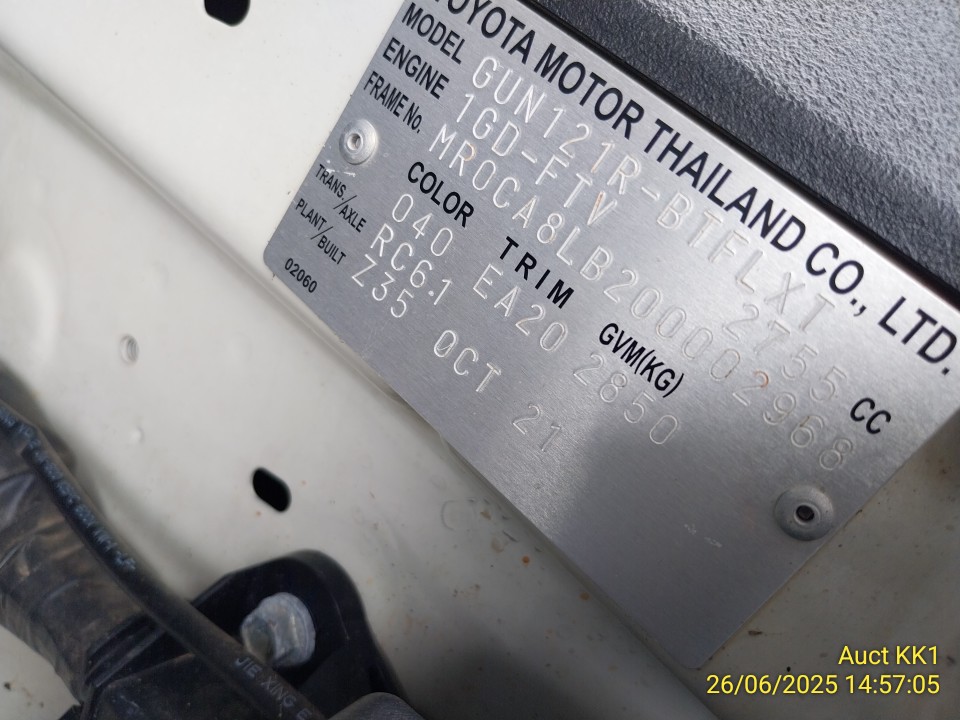 TOYOTA MOTOR THAILAND CO., LTD.
MODEL GUN121R-BTFLXT
ENGINE 1GD-FTV 2755 CC
FRAME No. MR0CA8LB200002968
COLOR TRIM GVM(KG)
040 EA20 2850
TRANS/AXLE RC61
PLANT/BUILT Z35 OCT 21
02060
JIE XING E
Auct KK1
26/06/2025 14:57:05